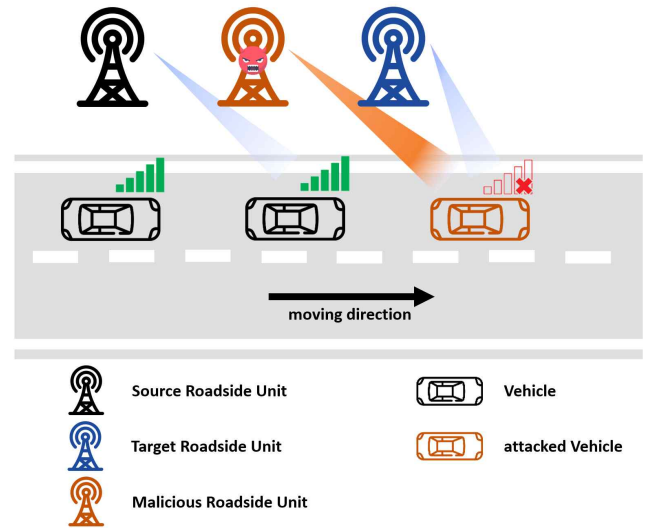 moving direction
Source Roadside Unit
Vehicle
Target Roadside Unit
attacked Vehicle
Malicious Roadside Unit